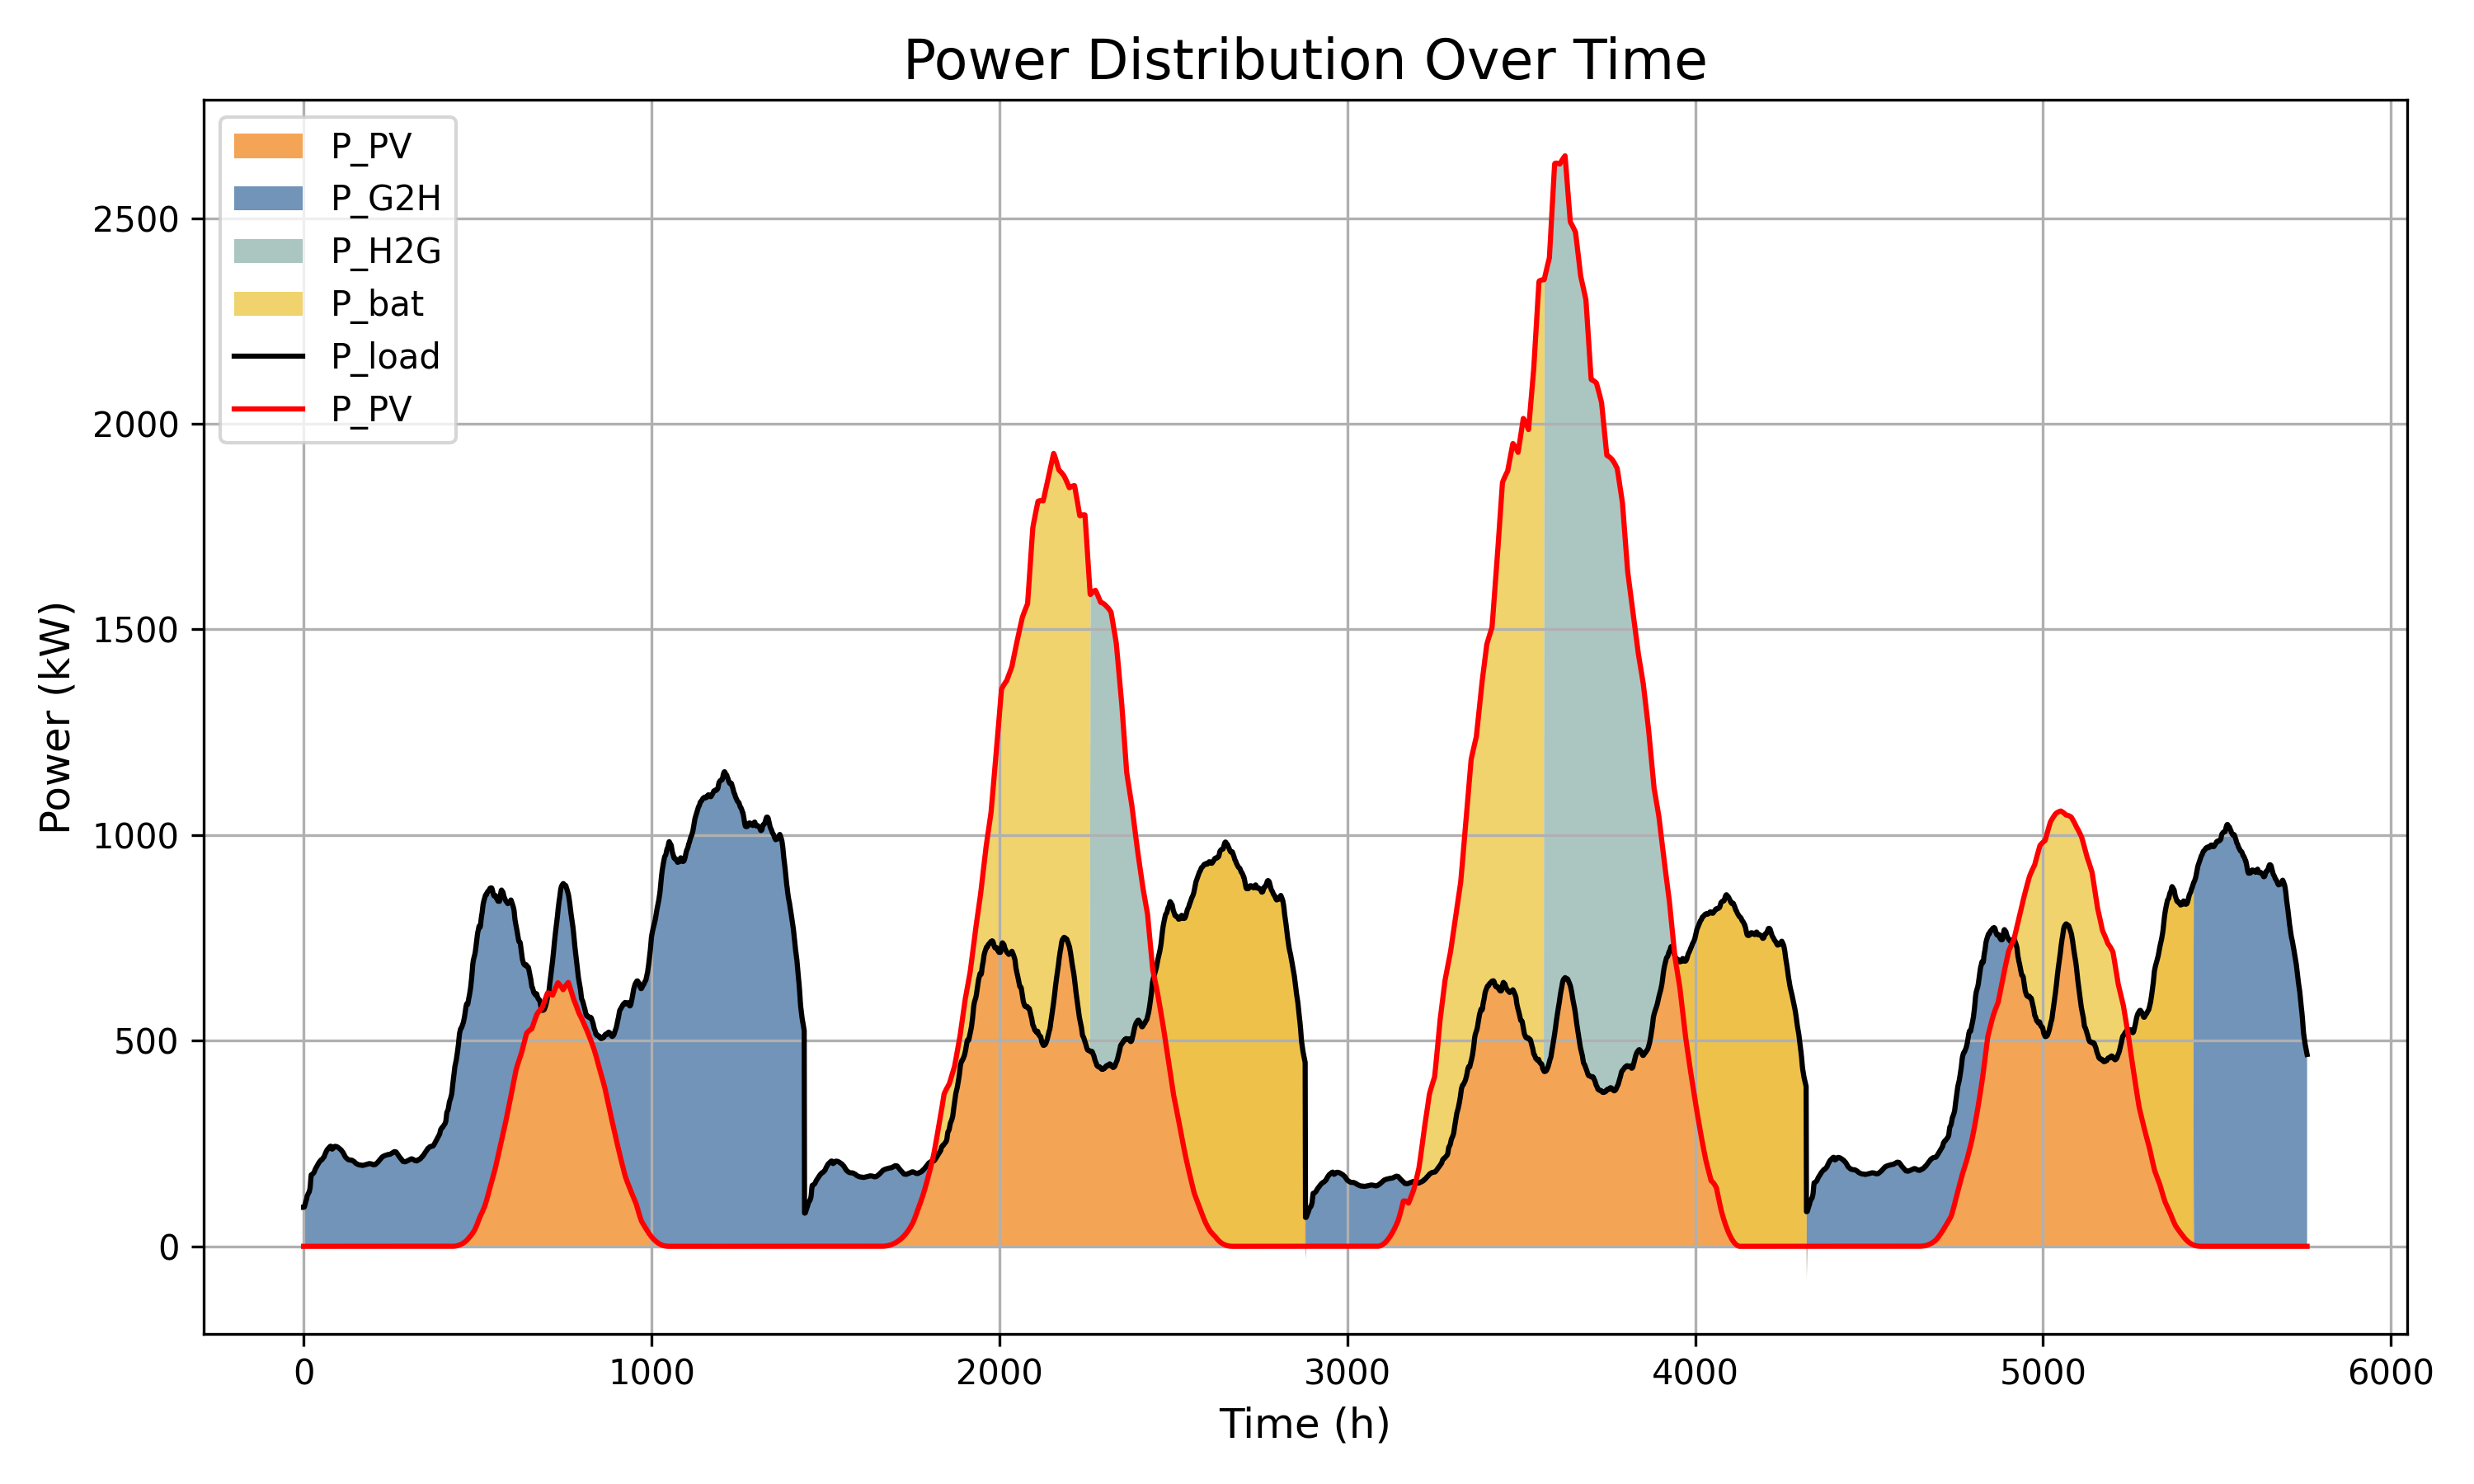 Power Distribution Over Time
P_PV
P_G2H
P_H2G
P_bat
P_load
P_PV
Power (kW)
2500
2000
1500
1000
500
0
0 1000 2000 3000 4000 5000 6000
Time (h)